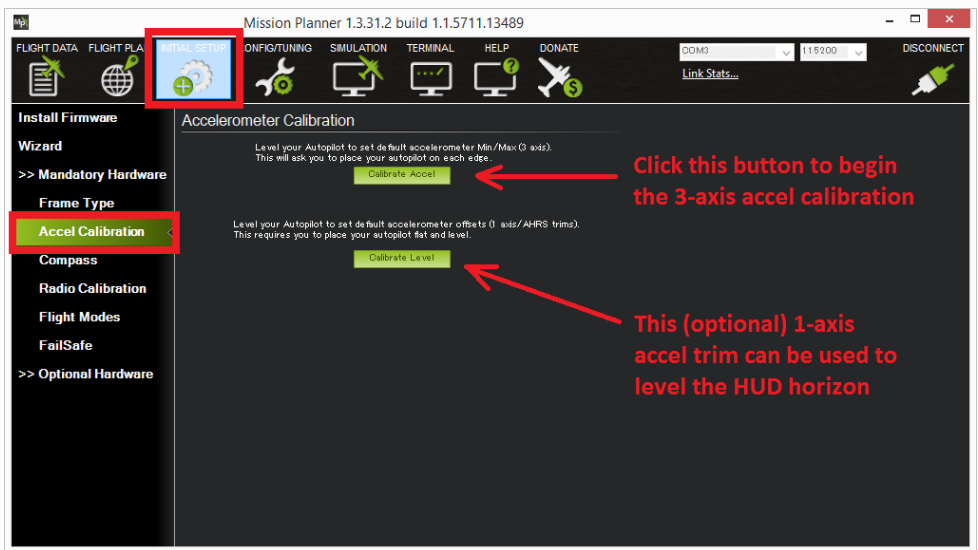 Mp
Mission Planner 1.3.31.2 build 1.1.5711.13489
FLIGHT DATA FLIGHT PLA INITIAL SETUP ONFIG/TUNING SIMULATION TERMINAL HELP DONATE COM3 115200 DISCONNECT
Link Stats...
Install Firmware
Wizard
>> Mandatory Hardware
Frame Type
Accel Calibration
Compass
Radio Calibration
Flight Modes
FailSafe
>> Optional Hardware
Accelerometer Calibration
Level your Autopilot to set default accelerometer Min/Max (3 axis).
This will ask you to place your autopilot on each edge.
Calibrate Accel
Level your Autopilot to set default accelerometer offsets (1 axis/AHRS trims).
This requires you to place your autopilot flat and level.
Calibrate Level
Click this button to begin
the 3-axis accel calibration
This (optional) 1-axis
accel trim can be used to
level the HUD horizon